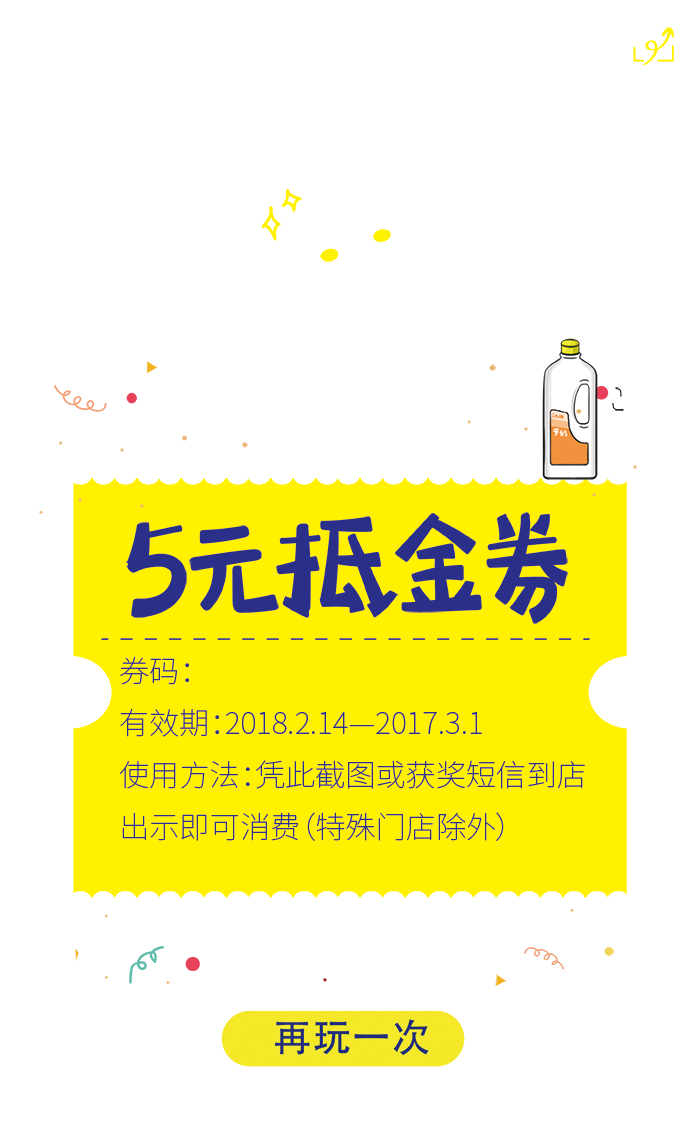 5元抵金券
券码：
有效期：2018.2.14—2017.3.1
使用方法：凭此截图或获奖短信到店
出示即可消费（特殊门店除外）
再玩一次